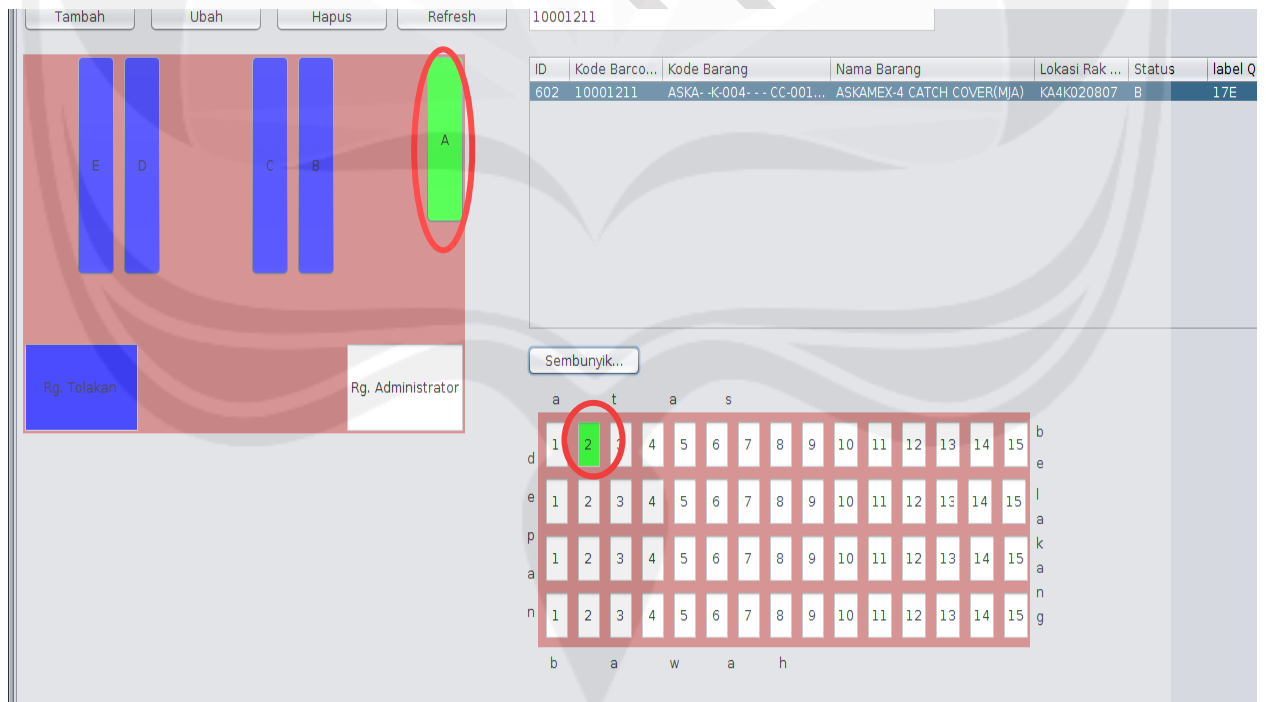 Tambah Ubah Hapus Refresh 10001211
ID Kode Barco... Kode Barang Nama Barang Lokasi Rak ... Status label Q
602 10001211 ASKA- -K-004- - - CC-001... ASKAMEX-4 CATCH COVER(MJA) KA4K020807 B 17E
E D C B A
Rg. Tolakan Rg. Administrator
Sembunyik...
a t a s
1 2 3 4 5 6 7 8 9 10 11 12 13 14 15
1 2 3 4 5 6 7 8 9 10 11 12 13 14 15
1 2 3 4 5 6 7 8 9 10 11 12 13 14 15
1 2 3 4 5 6 7 8 9 10 11 12 13 14 15
d e p a n
b e l a k a n g
b a w a h